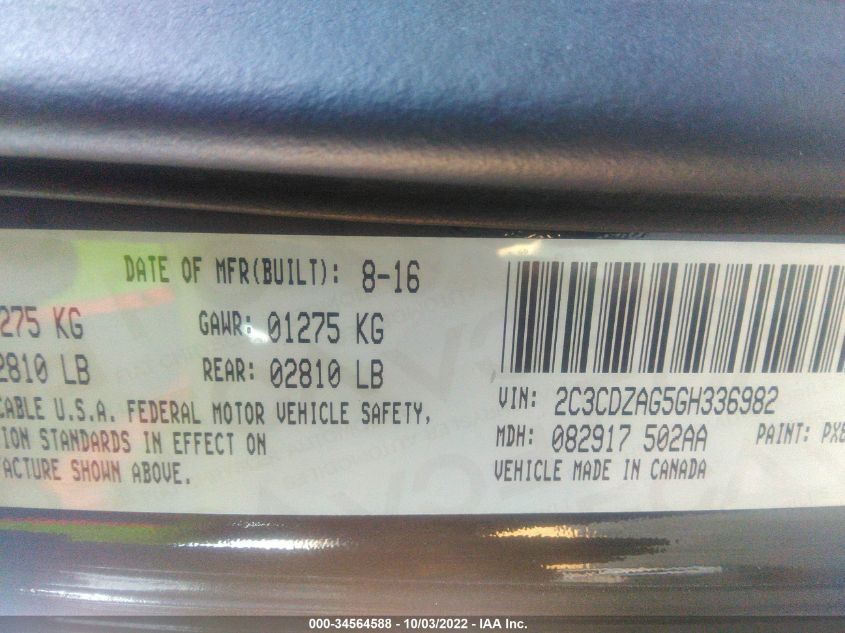 DATE OF MFR(BUILT): 8-16
275 KG GAWR: 01275 KG
2810 LB REAR: 02810 LB
CABLE U.S.A. FEDERAL MOTOR VEHICLE SAFETY,
ION STANDARDS IN EFFECT ON
FACTURE SHOWN ABOVE.
VIN: 2C3CDZAG5GH336982
MDH: 082917 502AA PAINT: PX8
VEHICLE MADE IN CANADA
000-34564588 - 10/03/2022 - IAA Inc.